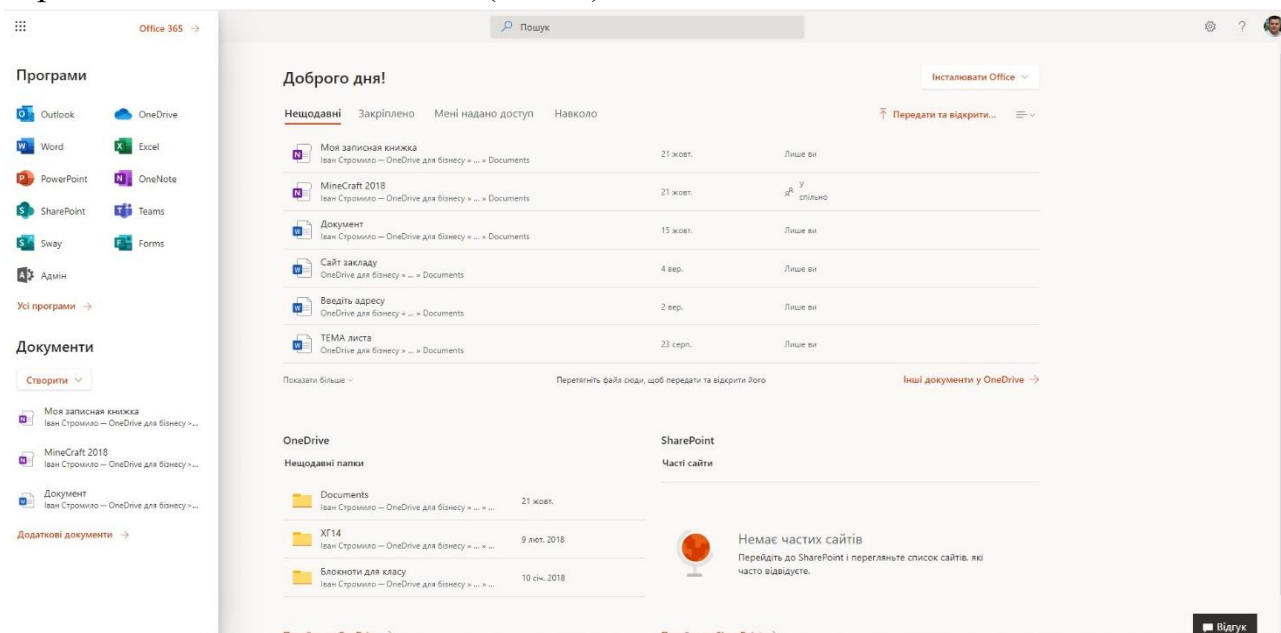 Office 365 →
Пошук
Програми
Outlook
OneDrive
Word
Excel
PowerPoint
OneNote
SharePoint
Teams
Sway
Forms
Адмін
Усі програми →
Документи
Створити
Моя записная книжка
Іван Стромило — OneDrive для бізнесу >...
MineCraft 2018
Іван Стромило — OneDrive для бізнесу >...
Документ
Іван Стромило — OneDrive для бізнесу >...
Додаткові документи →
Доброго дня!
Інсталювати Office
Нещодавні Закріплено Мені надано доступ Навколо
Передати та відкрити...
Моя записная книжка
Іван Стромило — OneDrive для бізнесу » ... » Documents
21 жовт.
Лише ви
MineCraft 2018
Іван Стромило — OneDrive для бізнесу » ... » Documents
21 жовт.
У
спільно
Документ
Іван Стромило — OneDrive для бізнесу » ... » Documents
15 жовт.
Лише ви
Сайт закладу
OneDrive для бізнесу » ... » Documents
4 вер.
Лише ви
Введіть адресу
OneDrive для бізнесу » ... » Documents
2 вер.
Лише ви
ТЕМА листа
OneDrive для бізнесу » ... » Documents
23 серп.
Лише ви
Показати більше
Перетягніть файл сюди, щоб передати та відкрити його
Інші документи у OneDrive →
OneDrive
Нещодавні папки
Documents
Іван Стромило — OneDrive для бізнесу » ... » ...
21 жовт.
ХГ14
Іван Стромило — OneDrive для бізнесу » ... » ...
9 лют. 2018
Блокноти для класу
Іван Стромило — OneDrive для бізнесу » ... » ...
10 січ. 2018
SharePoint
Часті сайти
Немає частих сайтів
Перейдіть до SharePoint і перегляньте список сайтів, які
часто відвідуєте.
Відгук